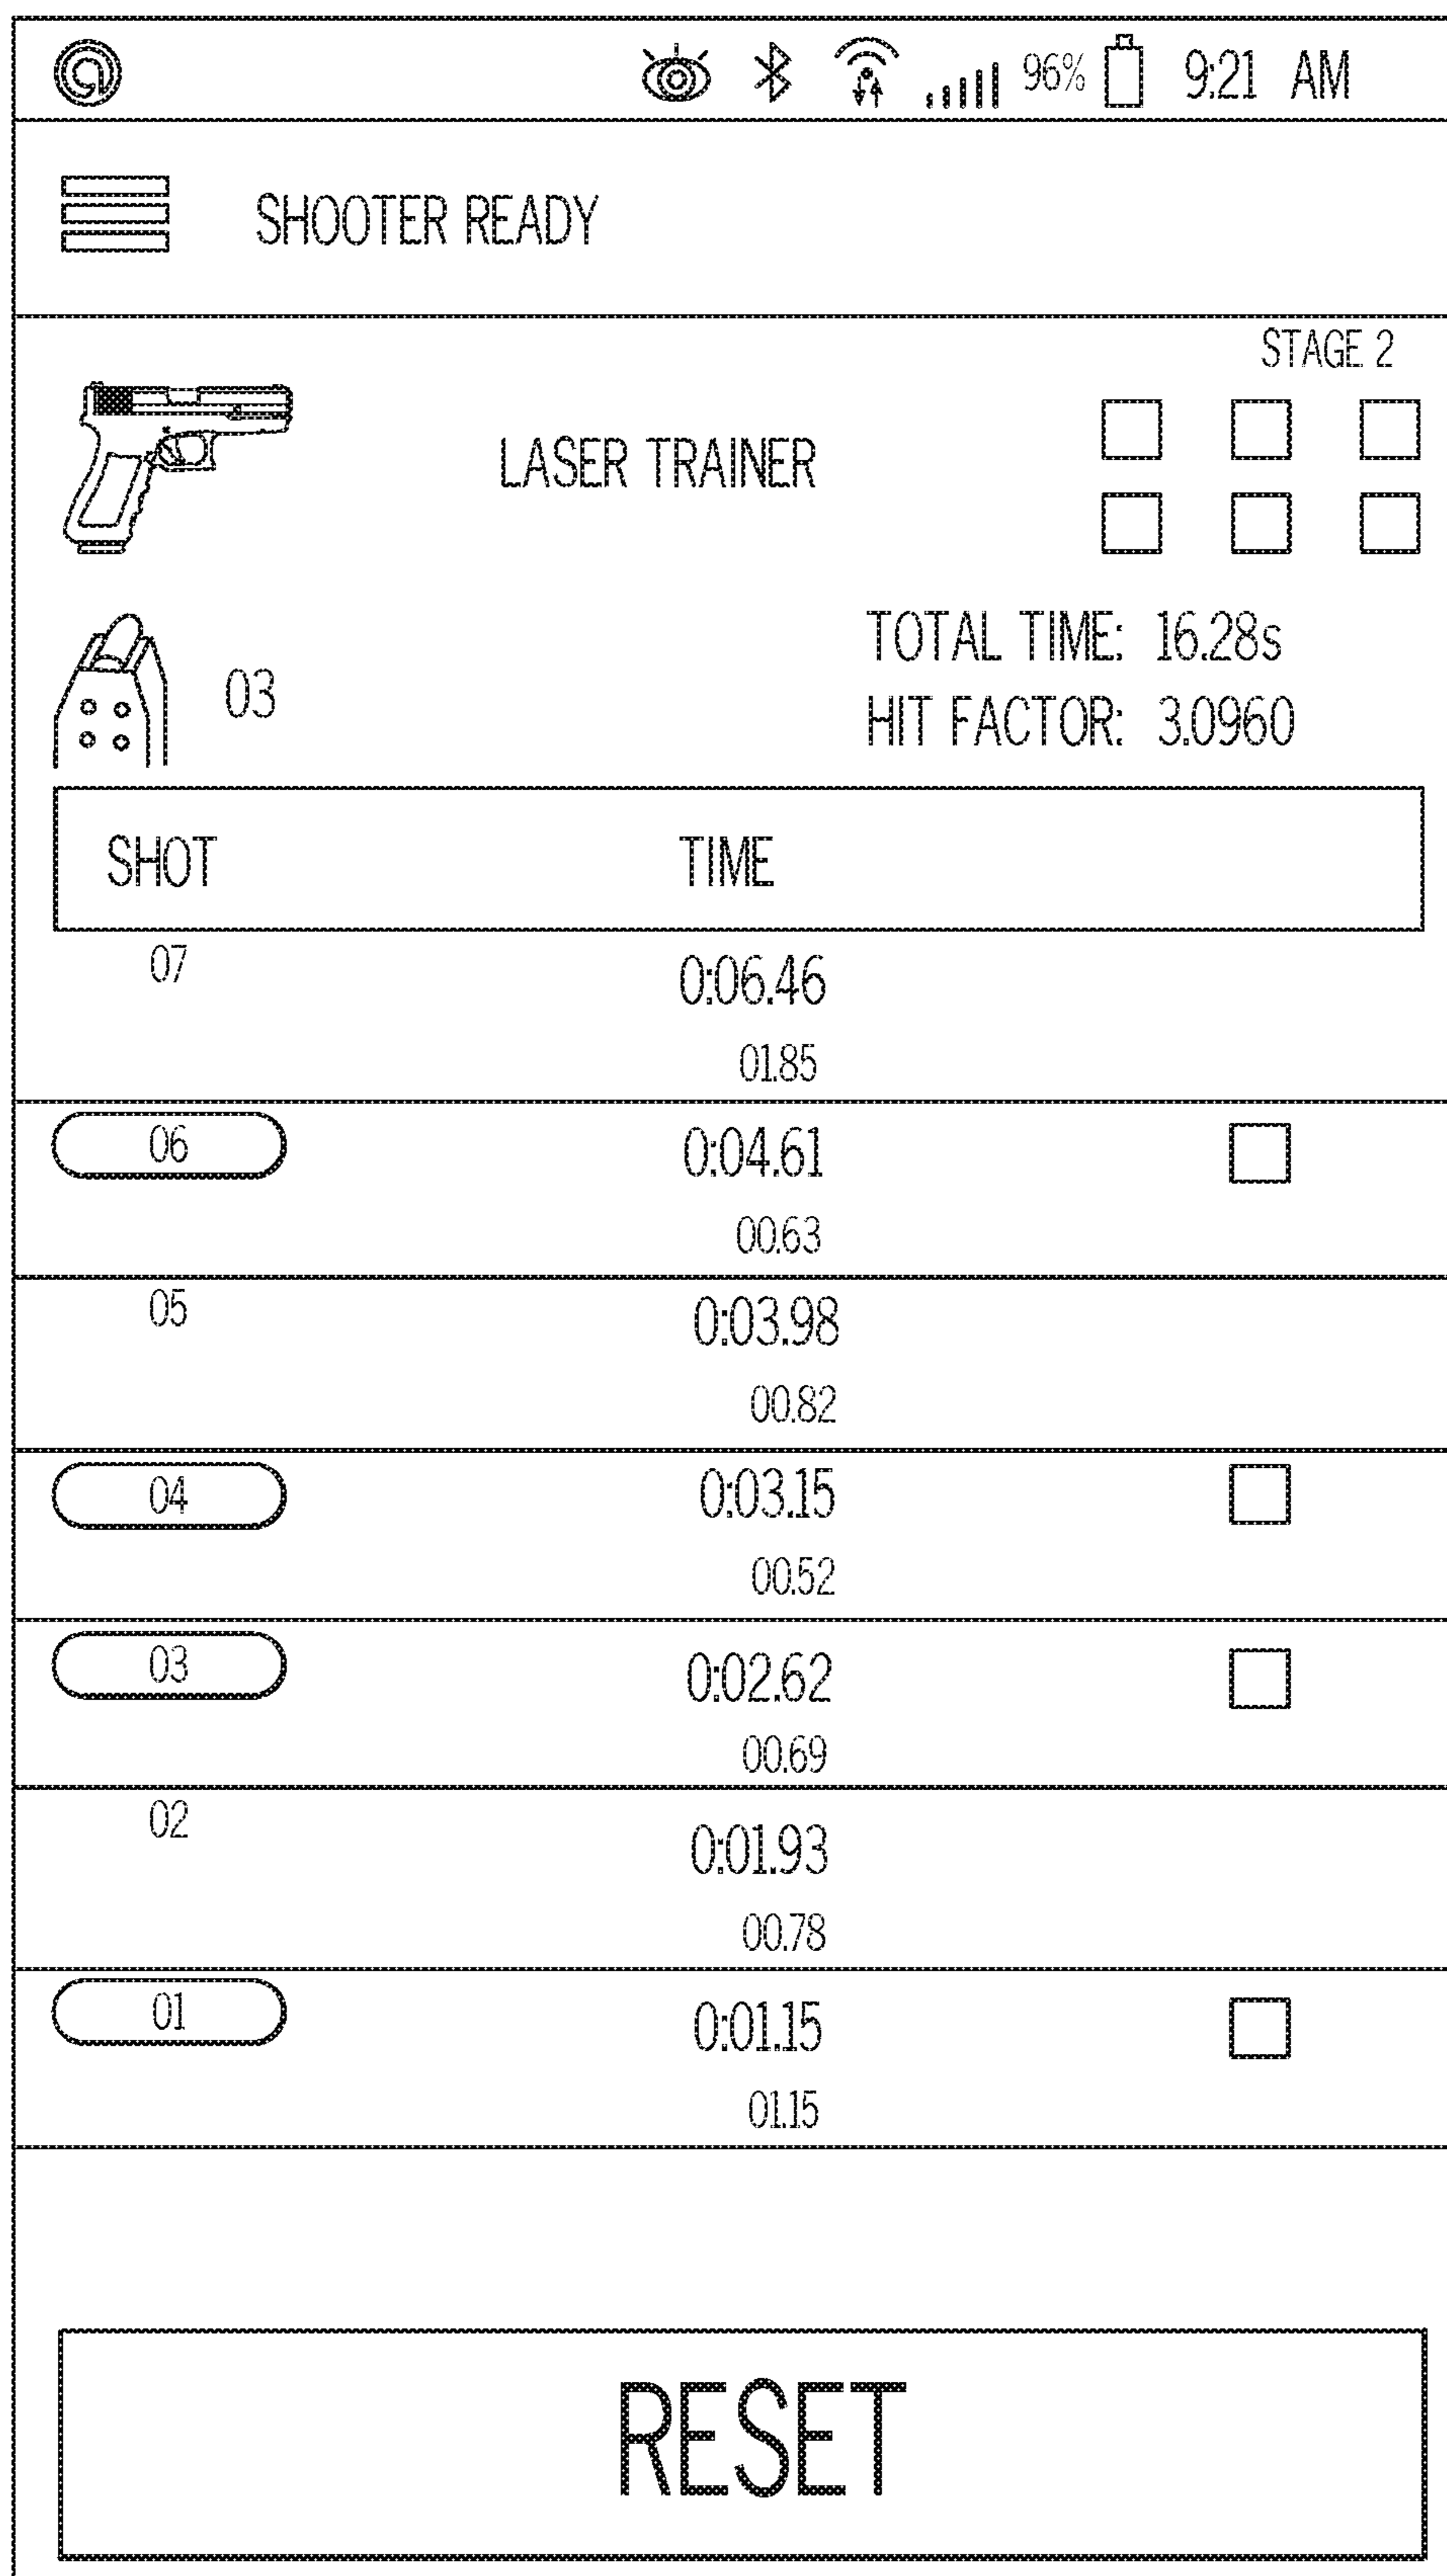 96% 9:21 AM
SHOOTER READY
STAGE 2
LASER TRAINER
TOTAL TIME: 16.28s
03
HIT FACTOR: 3.0960
SHOT TIME
07 0:06.46
01.85
06 0:04.61
00.63
05 0:03.98
00.82
04 0:03.15
00.52
03 0:02.62
00.69
02 0:01.93
00.78
01 0:01.15
01.15
RESET